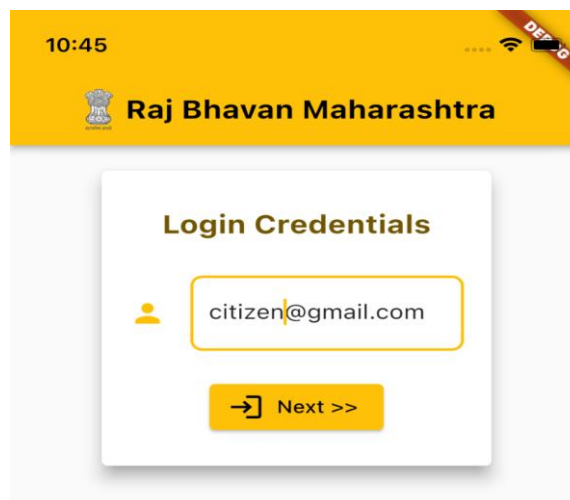 10:45
DEBUG
Raj Bhavan Maharashtra
Login Credentials
citizen@gmail.com
Next >>